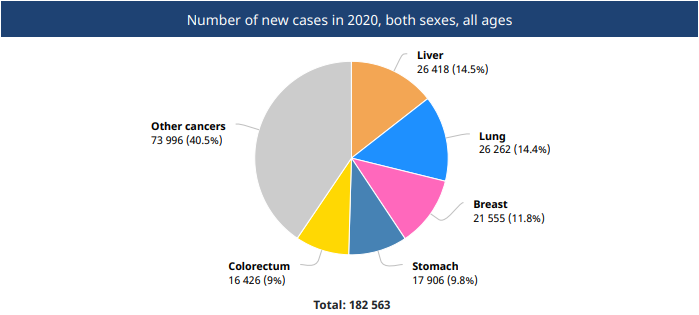 Number of new cases in 2020, both sexes, all ages
Liver
26 418 (14.5%)
Lung
26 262 (14.4%)
Breast
21 555 (11.8%)
Stomach
17 906 (9.8%)
Colorectum
16 426 (9%)
Other cancers
73 996 (40.5%)
Total: 182 563